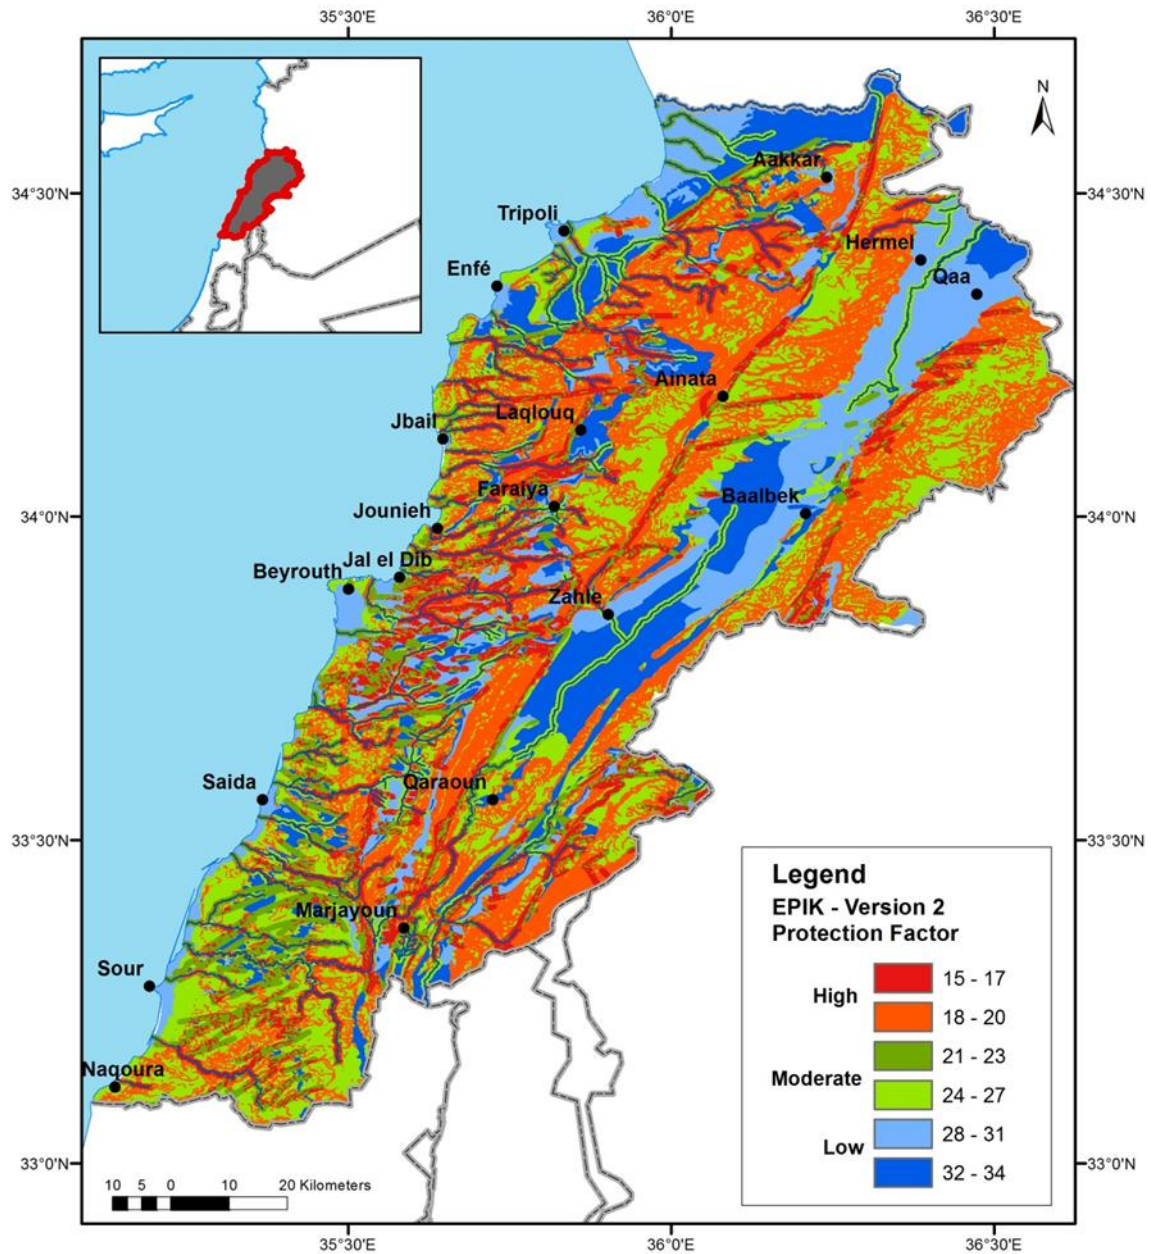 35°30'E 36°0'E 36°30'E
N
34°30'N 34°30'N
Aakkar
Tripoli
Hermel
Enfé
Qaa
Ainata
Laqlouq
Jbail
Faraiya
Baalbek
Jounieh
34°0'N 34°0'N
Jal el Dib
Beyrouth
Zahle
Saida
Qaraoun
33°30'N 33°30'N
Marjayoun
Sour
Naqoura
Legend
EPIK - Version 2
Protection Factor
High
15 - 17
18 - 20
Moderate
21 - 23
24 - 27
Low
28 - 31
32 - 34
33°0'N 33°0'N
10 5 0 10 20 Kilometers
35°30'E 36°0'E 36°30'E